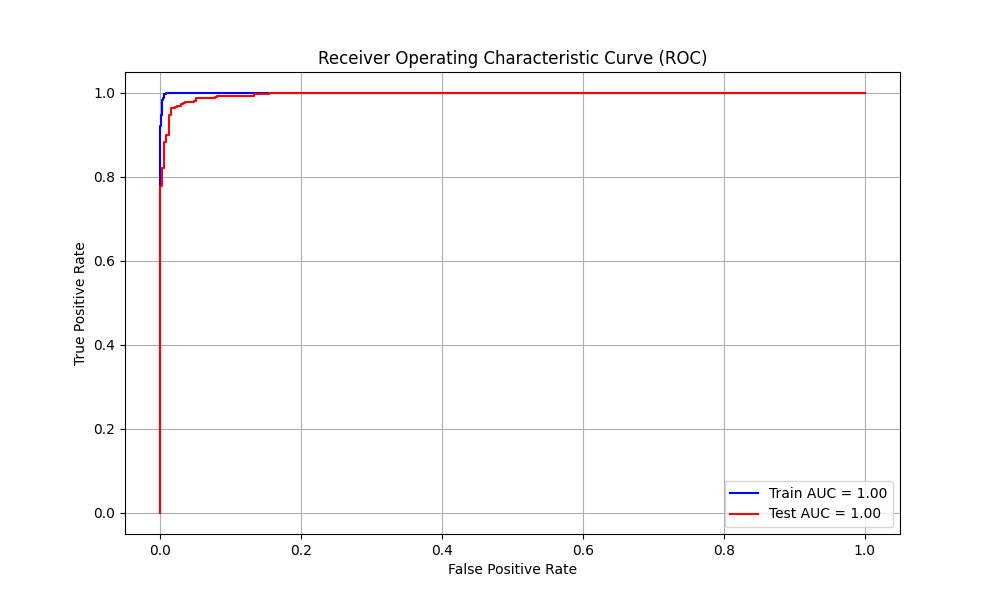 Receiver Operating Characteristic Curve (ROC)
True Positive Rate
1.0
0.8
0.6
0.4
0.2
0.0
Train AUC = 1.00
Test AUC = 1.00
0.0 0.2 0.4 0.6 0.8 1.0
False Positive Rate